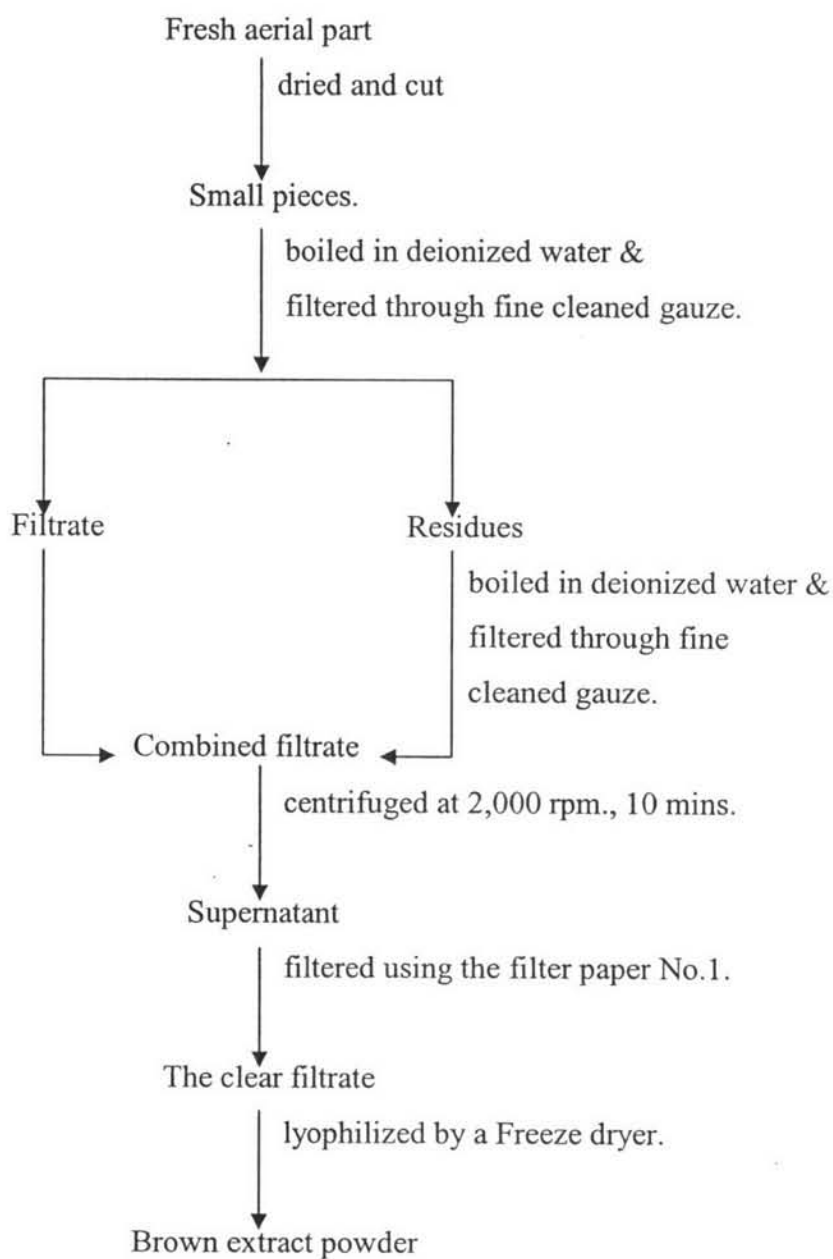 Fresh aerial part
dried and cut
Small pieces.
boiled in deionized water &
filtered through fine cleaned gauze.
Filtrate
Residues
boiled in deionized water &
filtered through fine
cleaned gauze.
Combined filtrate
centrifuged at 2,000 rpm., 10 mins.
Supernatant
filtered using the filter paper No.1.
The clear filtrate
lyophilized by a Freeze dryer.
Brown extract powder